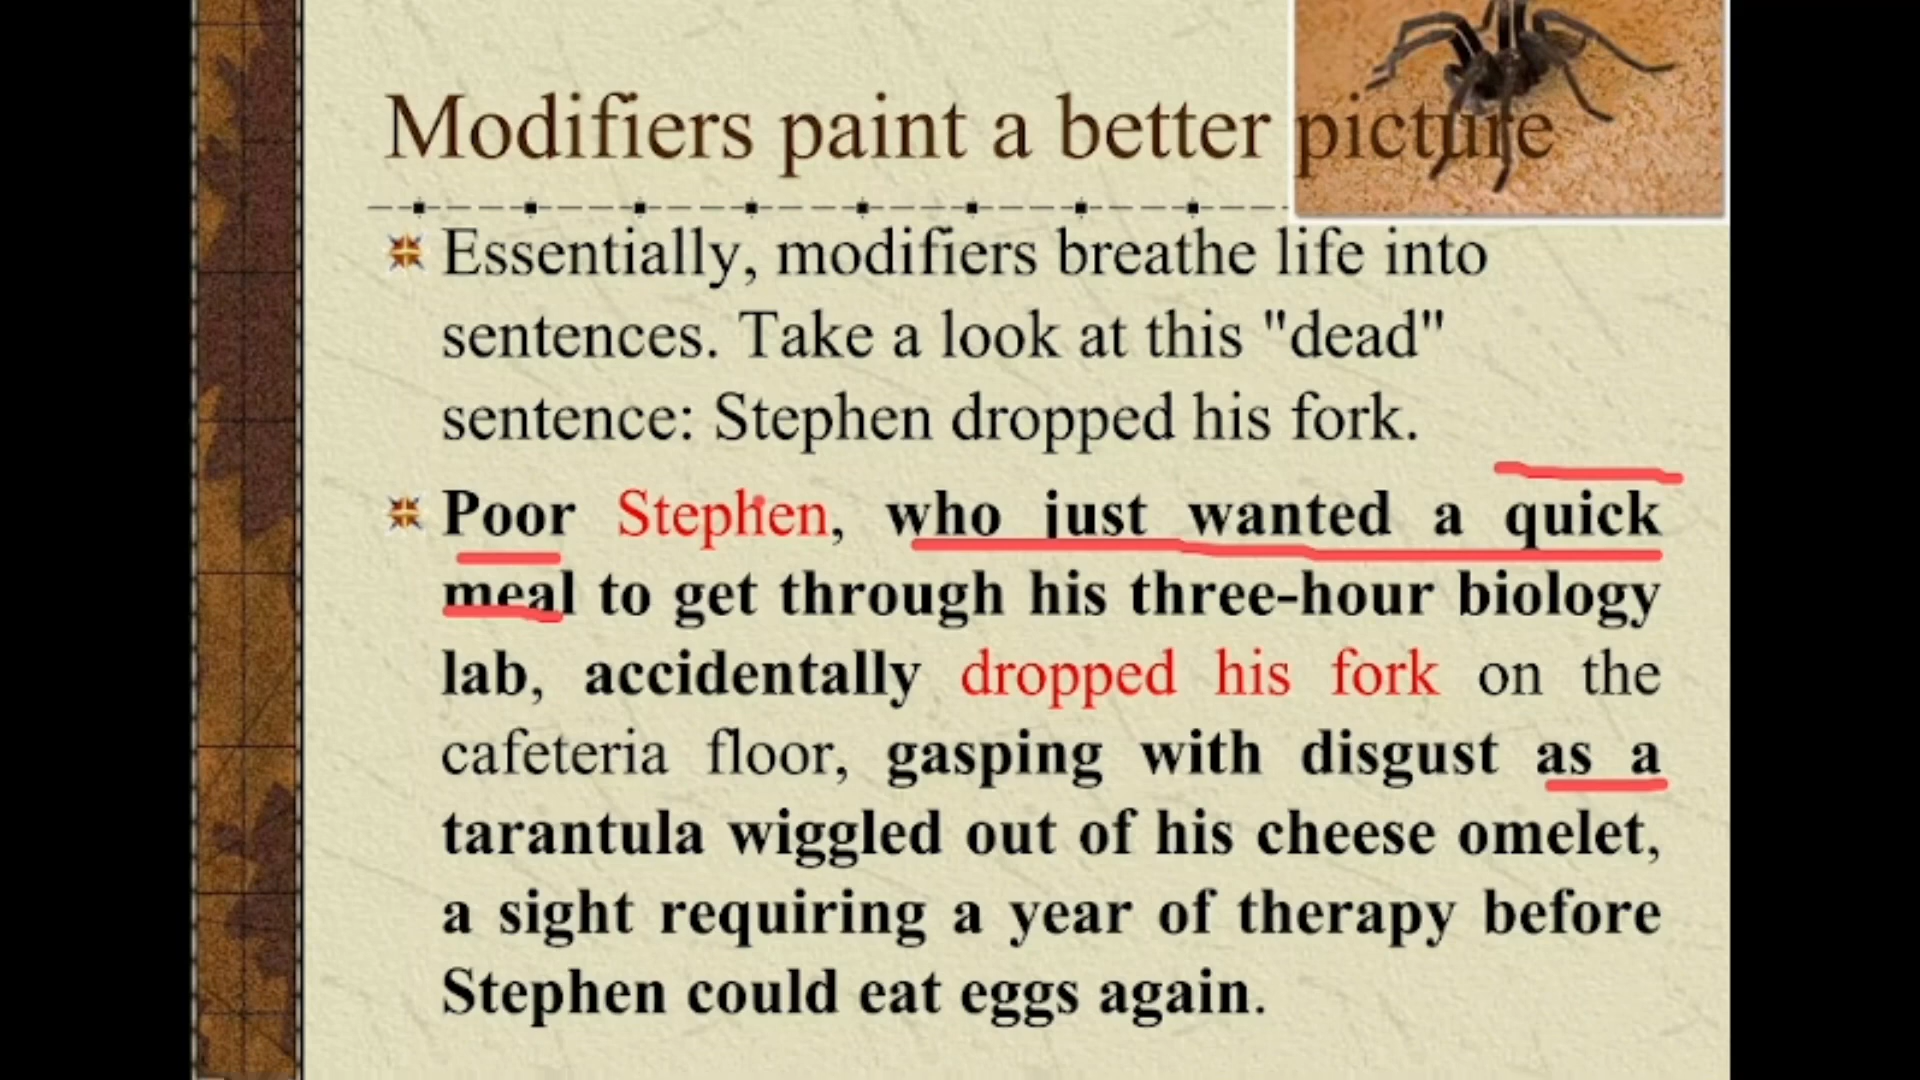 Modifiers paint a better picture
Essentially, modifiers breathe life into
sentences. Take a look at this "dead"
sentence: Stephen dropped his fork.
Poor Stephen, who just wanted a quick
meal to get through his three-hour biology
lab, accidentally dropped his fork on the
cafeteria floor, gasping with disgust as a
tarantula wiggled out of his cheese omelet,
a sight requiring a year of therapy before
Stephen could eat eggs again.